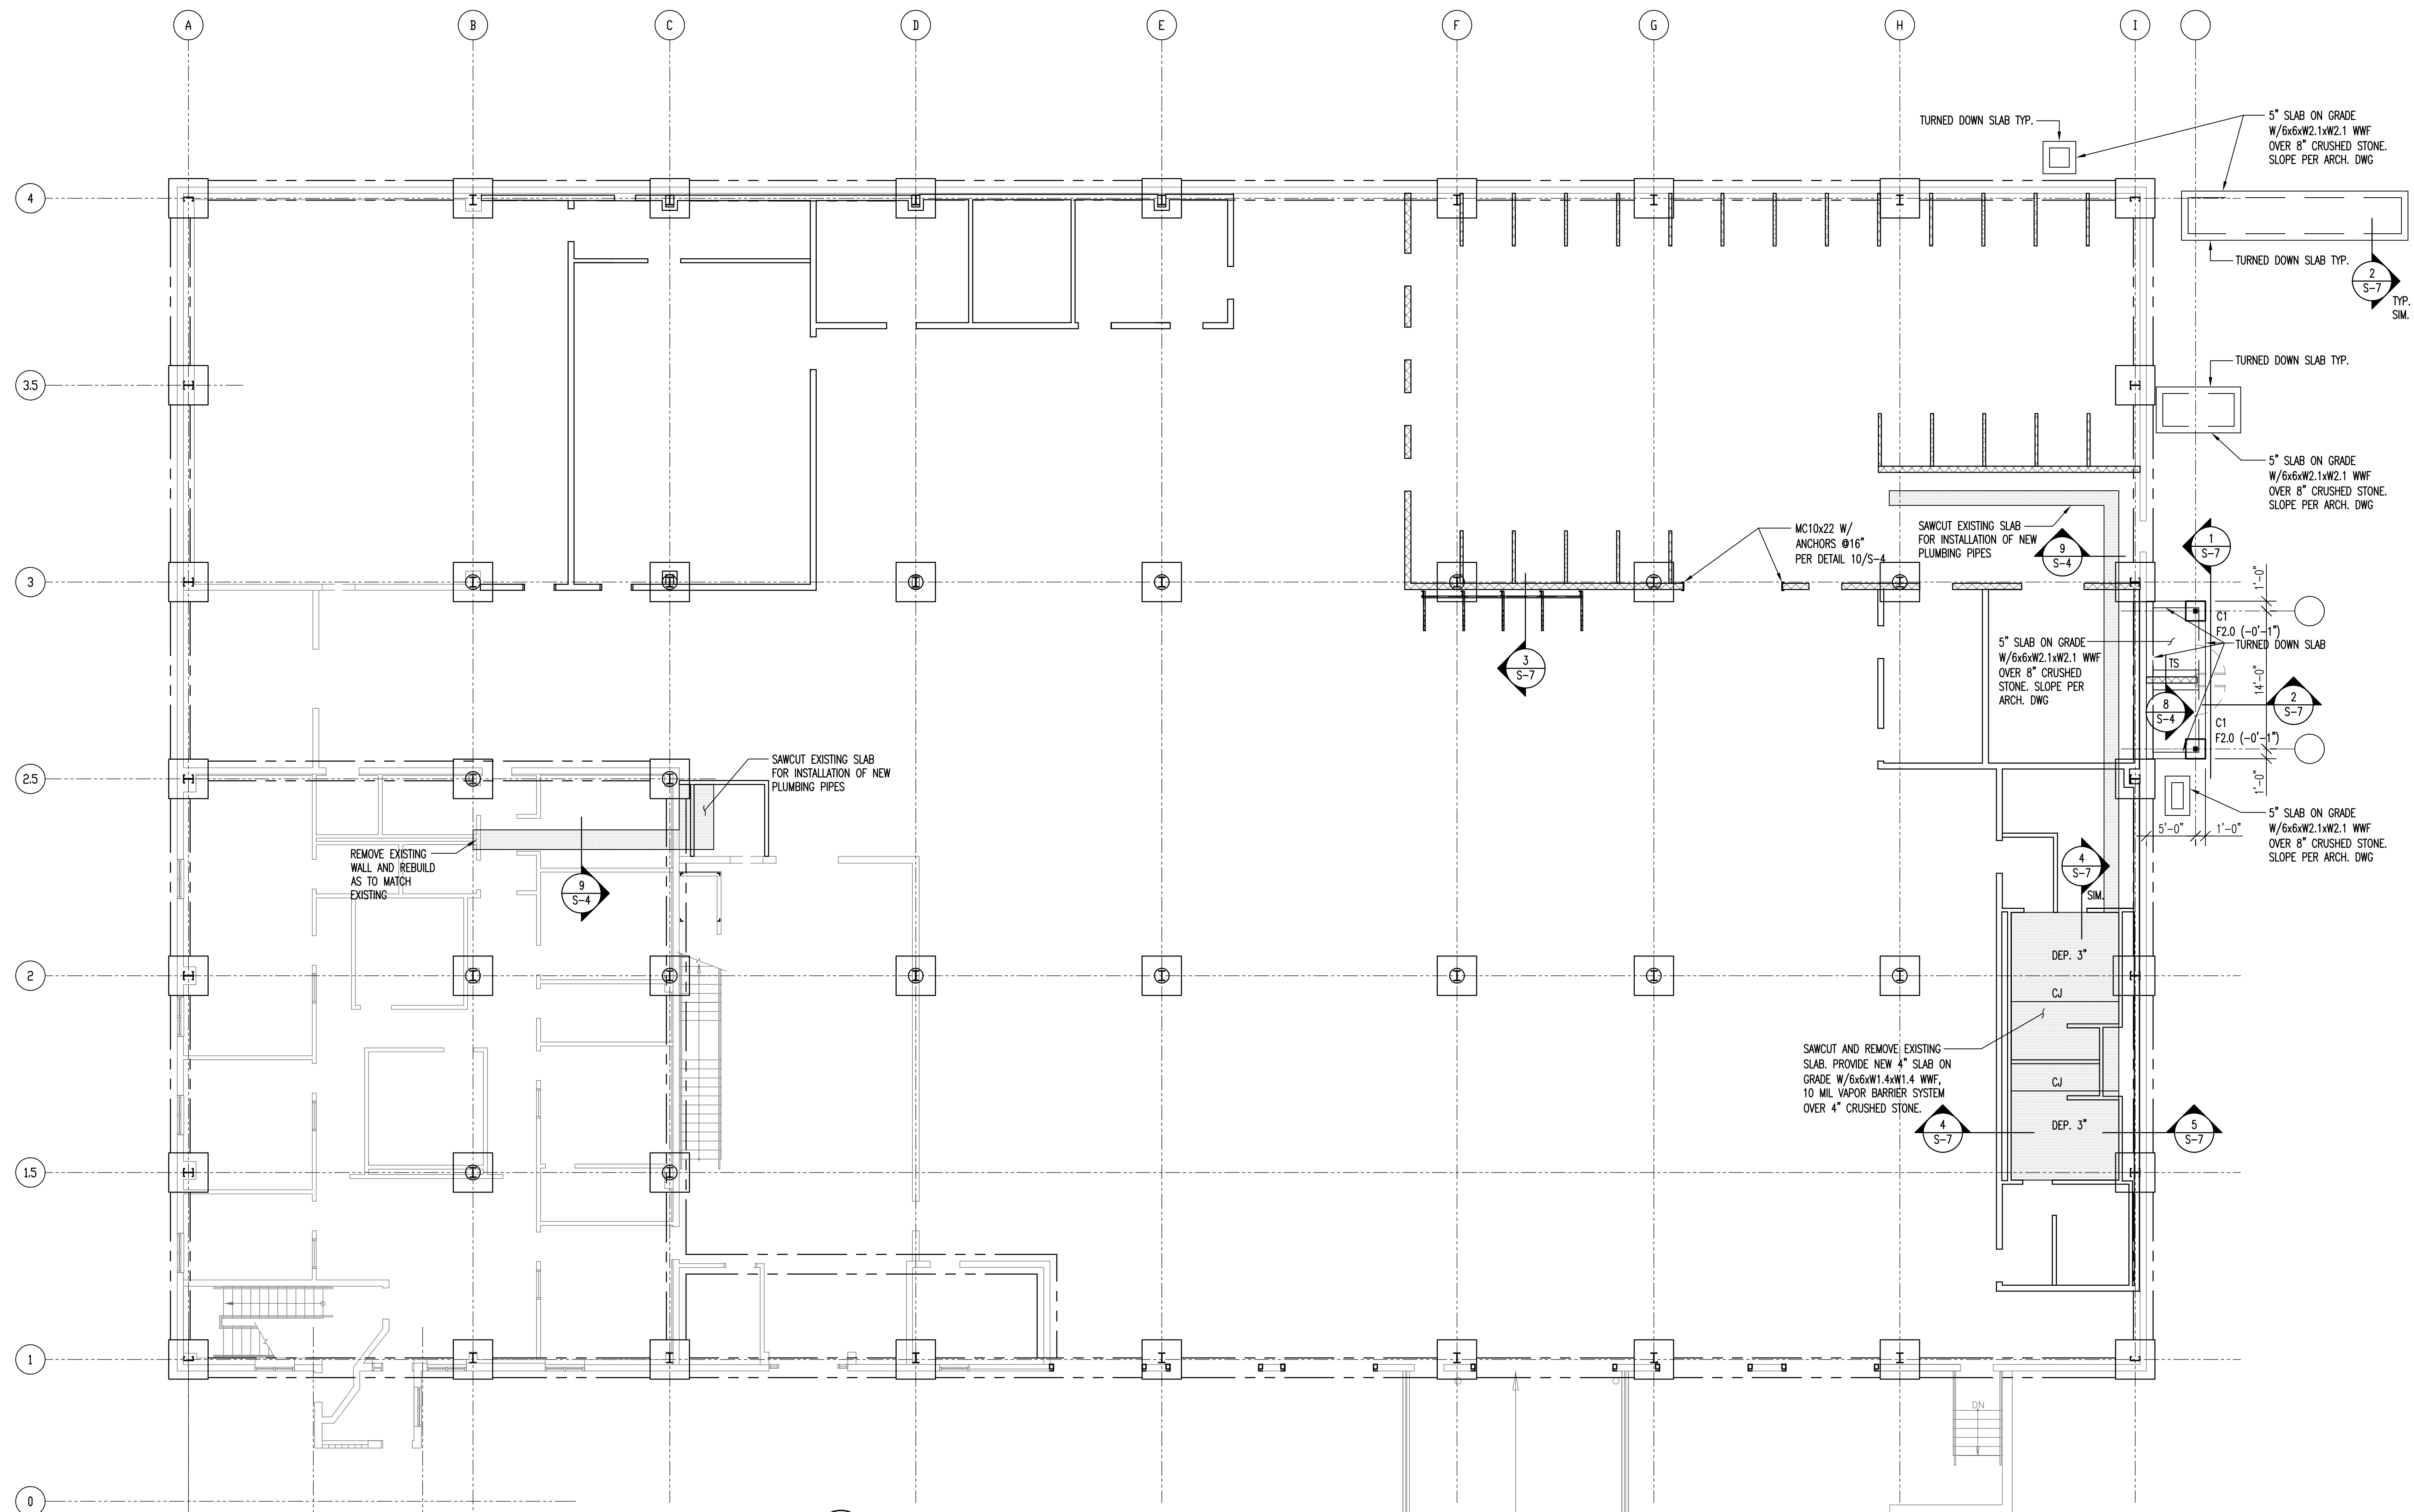 A
B
C
D
E
F
G
H
I
TURNED DOWN SLAB TYP.
5" SLAB ON GRADE
W/6x6xW2.1xW2.1 WWF
OVER 8" CRUSHED STONE.
SLOPE PER ARCH. DWG
4
TURNED DOWN SLAB TYP.
2
S-7
TYP.
SIM.
TURNED DOWN SLAB TYP.
3.5
5" SLAB ON GRADE
W/6x6xW2.1xW2.1 WWF
OVER 8" CRUSHED STONE.
SLOPE PER ARCH. DWG
MC10x22 W/
ANCHORS @16"
PER DETAIL 10/S-4
SAWCUT EXISTING SLAB
FOR INSTALLATION OF NEW
PLUMBING PIPES
9
S-4
1
S-7
3
1'-0"
C1
F2.0 (-0'-1")
TURNED DOWN SLAB
5" SLAB ON GRADE
W/6x6xW2.1xW2.1 WWF
OVER 8" CRUSHED
STONE. SLOPE PER
ARCH. DWG
TS
3
S-7
14'-0"
8
S-4
2
S-7
C1
F2.0 (-0'-1")
2.5
SAWCUT EXISTING SLAB
FOR INSTALLATION OF NEW
PLUMBING PIPES
1'-0"
5" SLAB ON GRADE
W/6x6xW2.1xW2.1 WWF
OVER 8" CRUSHED STONE.
SLOPE PER ARCH. DWG
5'-0"
1'-0"
REMOVE EXISTING
WALL AND REBUILD
AS TO MATCH
EXISTING
9
S-4
4
S-7
SIM.
DEP. 3"
2
CJ
SAWCUT AND REMOVE EXISTING
SLAB. PROVIDE NEW 4" SLAB ON
GRADE W/6x6xW1.4xW1.4 WWF,
10 MIL VAPOR BARRIER SYSTEM
OVER 4" CRUSHED STONE.
CJ
4
S-7
DEP. 3"
5
S-7
1.5
1
DN
0